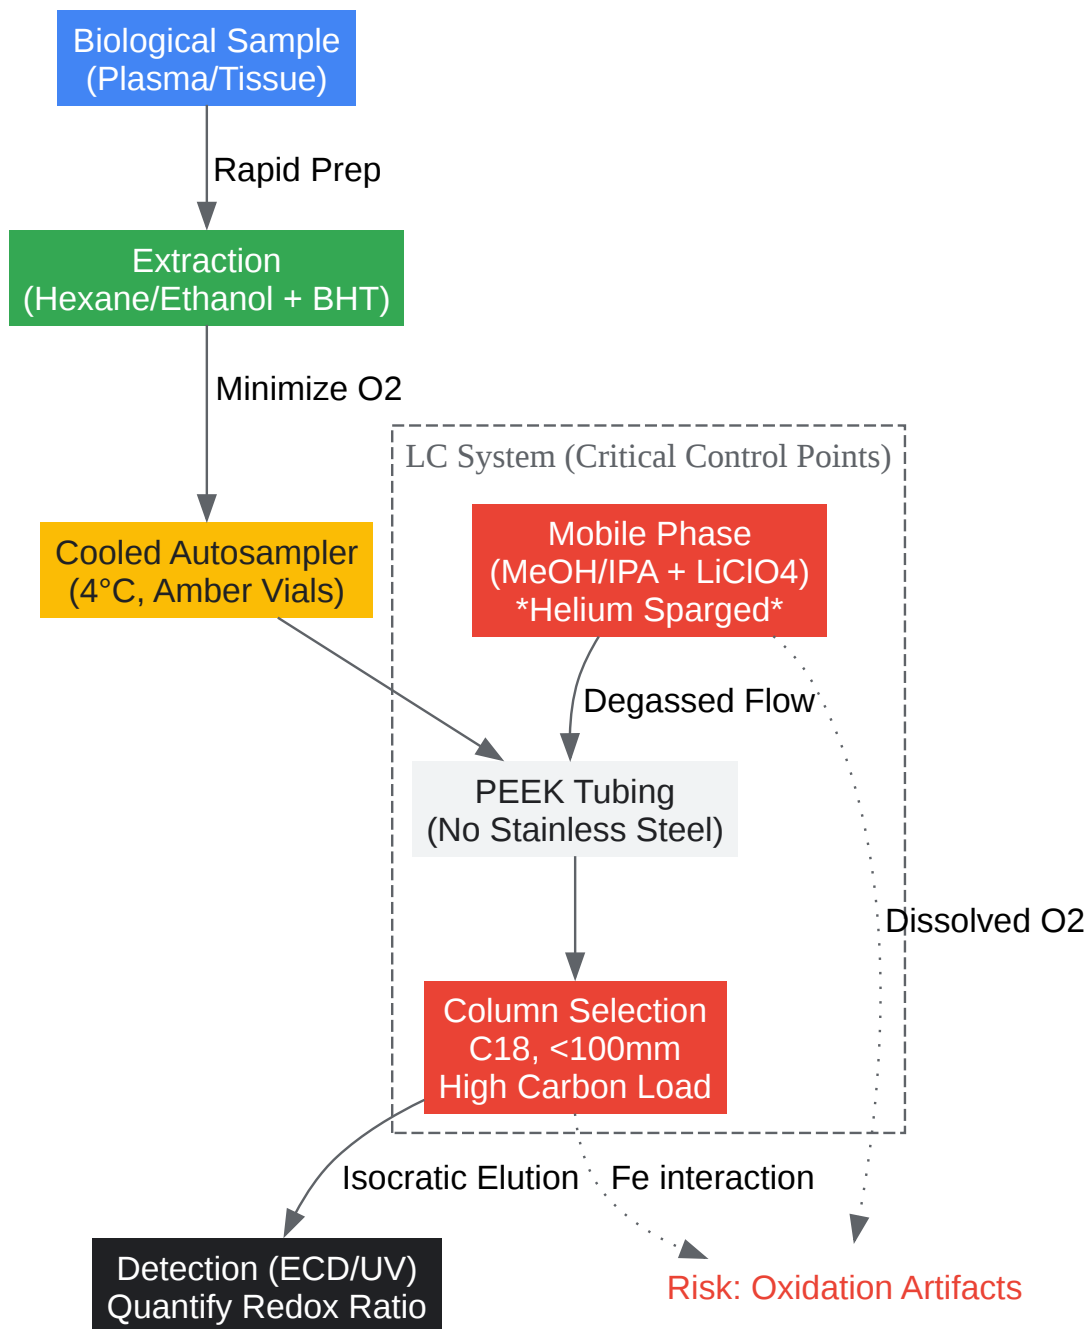 Biological Sample
(Plasma/Tissue)
Rapid Prep
Extraction
(Hexane/Ethanol + BHT)
Minimize O2
LC System (Critical Control Points)
Cooled Autosampler
(4°C, Amber Vials)
Mobile Phase
(MeOH/IPA + LiClO4)
*Helium Sparged*
Degassed Flow
PEEK Tubing
(No Stainless Steel)
Dissolved O2
Column Selection
C18, <100mm
High Carbon Load
Isocratic Elution
Fe interaction
Detection (ECD/UV)
Quantify Redox Ratio
Risk: Oxidation Artifacts